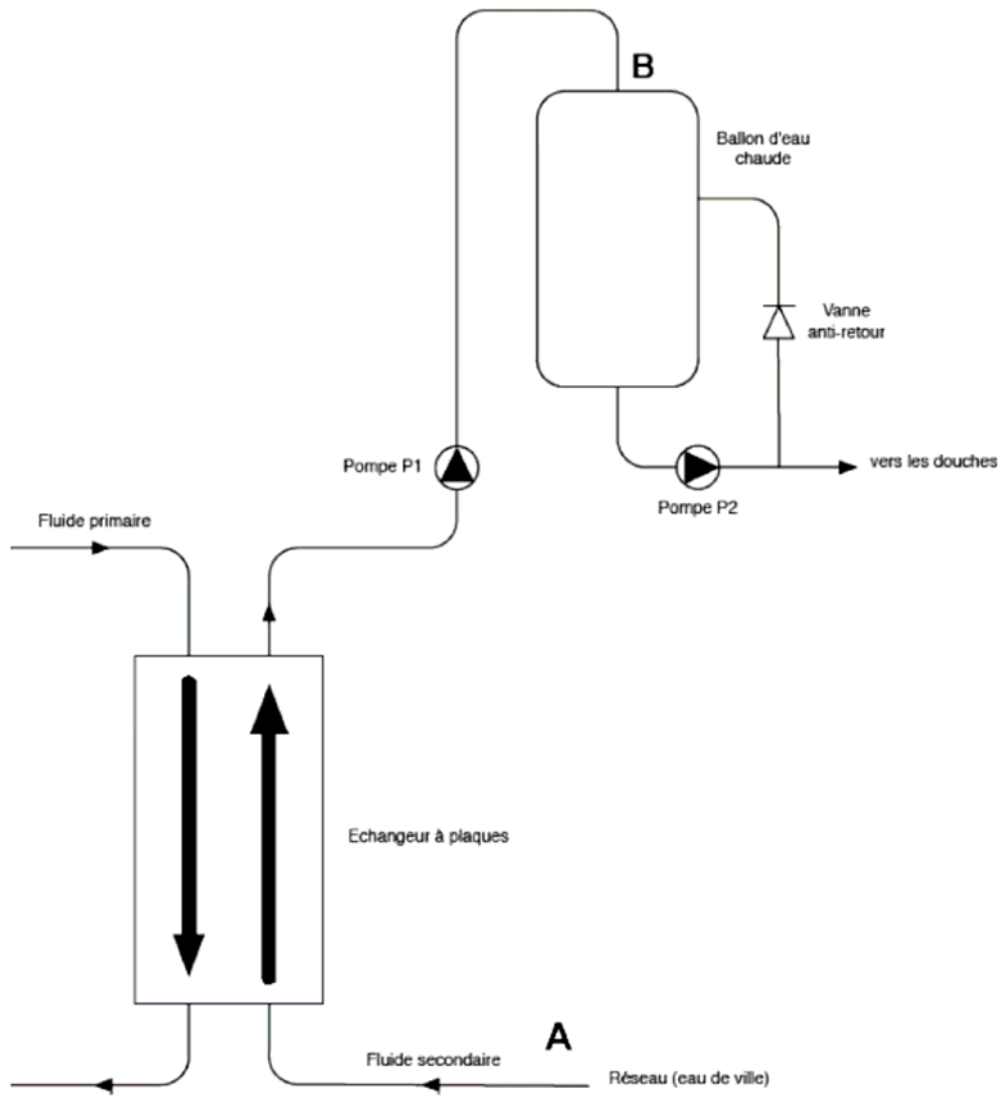 B
Ballon d'eau
chaude
Vanne
anti-retour
Pompe P1
vers les douches
Pompe P2
Fluide primaire
Echangeur à plaques
A
Fluide secondaire
Réseau (eau de ville)